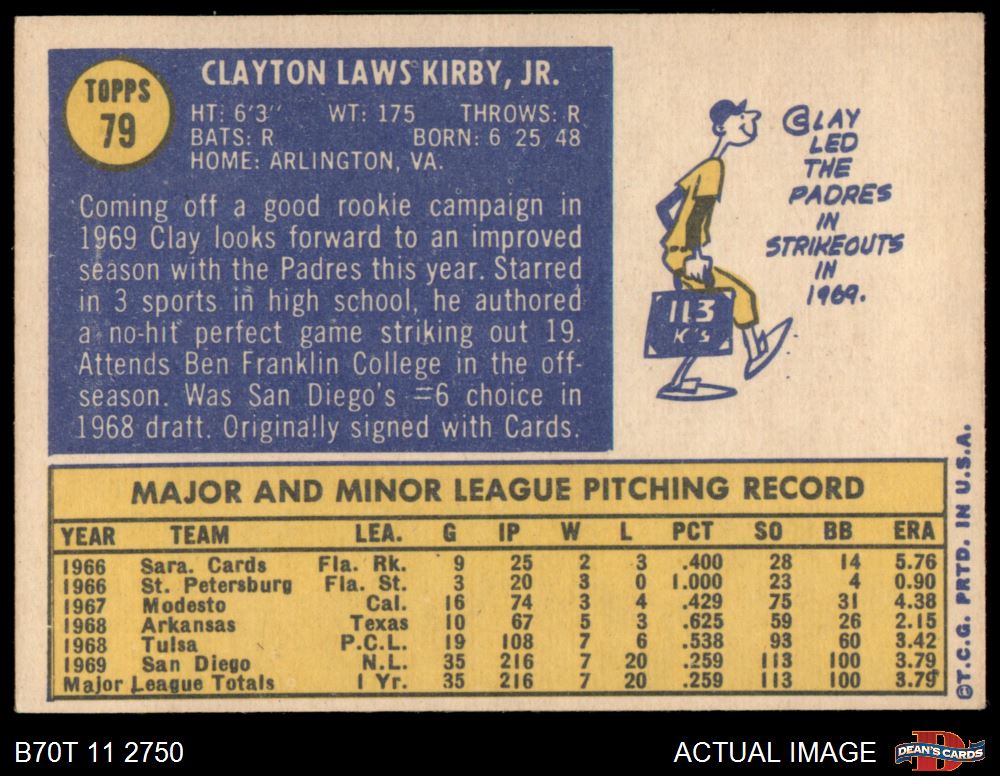 TOPPS
79
CLAYTON LAWS KIRBY, JR.
HT: 6'3" WT: 175 THROWS: R
BATS: R BORN: 6 25 48
HOME: ARLINGTON, VA.
Coming off a good rookie campaign in
1969 Clay looks forward to an improved
season with the Padres this year. Starred
in 3 sports in high school, he authored
a no-hit perfect game striking out 19.
Attends Ben Franklin College in the off-
season. Was San Diego's =6 choice in
1968 draft. Originally signed with Cards.
CLAY
LED
THE
PADRES
IN
STRIKEOUTS
IN
1969.
113
K'S
MAJOR AND MINOR LEAGUE PITCHING RECORD
YEAR TEAM LEA. G IP W L PCT SO BB ERA
1966 Sara. Cards Fla. Rk. 9 25 2 3 .400 28 14 5.76
1966 St. Petersburg Fla. St. 3 20 3 0 1.000 23 4 0.90
1967 Modesto Cal. 16 74 3 4 .429 75 31 4.38
1968 Arkansas Texas 10 67 5 3 .625 59 26 2.15
1968 Tulsa P.C.L. 19 108 7 6 .538 93 60 3.42
1969 San Diego N.L. 35 216 7 20 .259 113 100 3.79
Major League Totals 1 Yr. 35 216 7 20 .259 113 100 3.79
©T.C.G. PRTD. IN U.S.A.
B70T 11 2750
ACTUAL IMAGE
D
DEAN'S CARDS